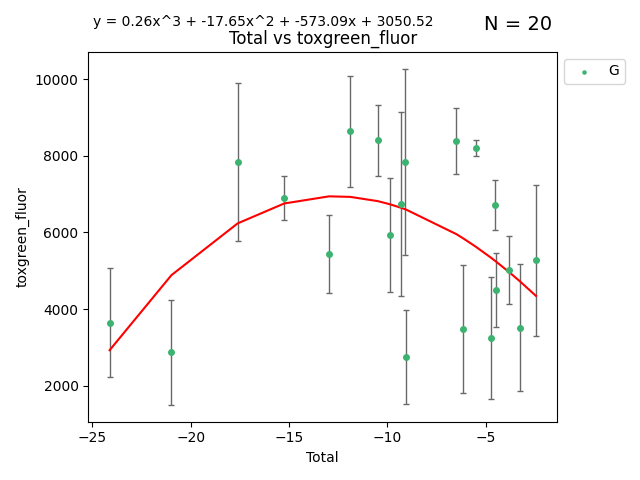 y = 0.26x^3 + -17.65x^2 + -573.09x + 3050.52
N = 20
Total vs toxgreen_fluor
G
toxgreen_fluor
10000
8000
6000
4000
2000
−25
−20
−15
−10
−5
Total